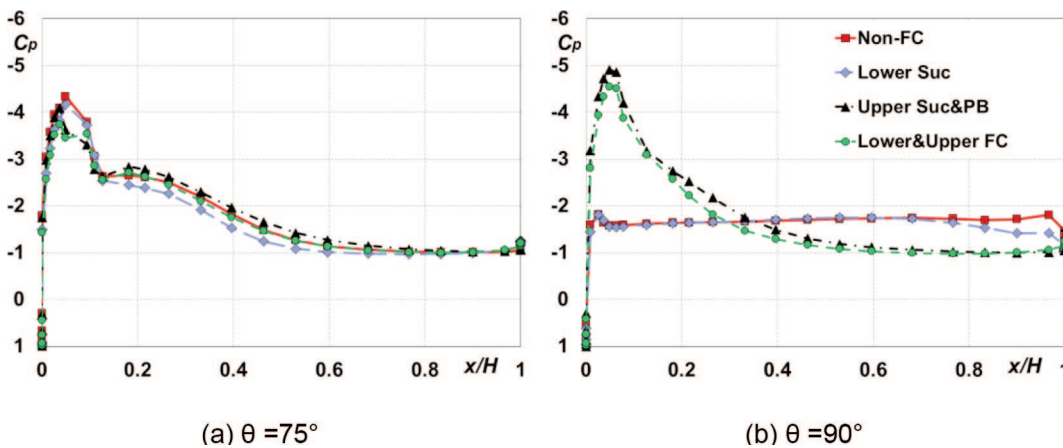 -6
Cp
-5
-4
-3
-2
-1
0
1
0 0.2 0.4 0.6 0.8 x/H 1
(a) θ =75°
-6
Cp
-5
-4
-3
-2
-1
0
1
0 0.2 0.4 0.6 0.8 x/H 1
Non-FC
Lower Suc
Upper Suc&PB
Lower&Upper FC
(b) θ =90°